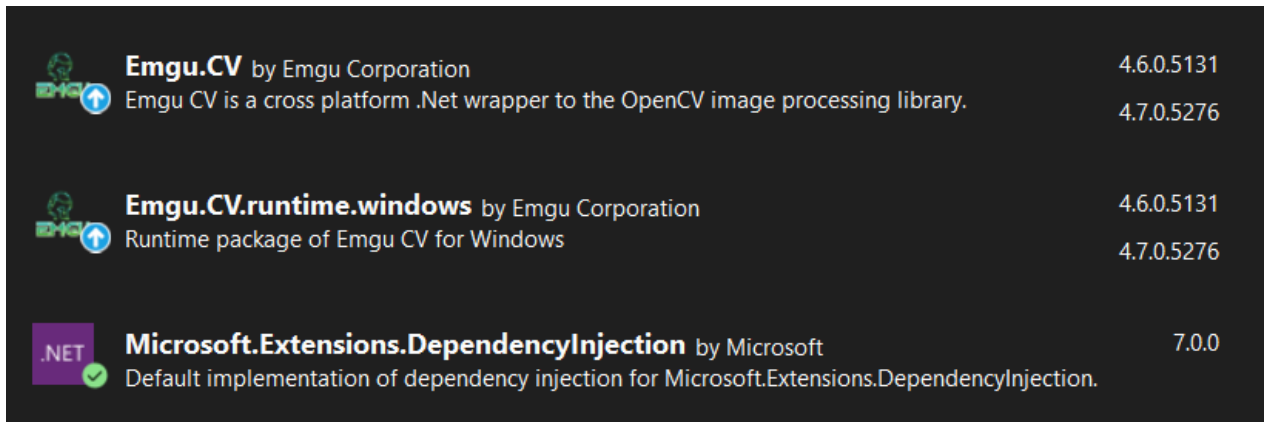 Emgu.CV by Emgu Corporation 4.6.0.5131
Emgu CV is a cross platform .Net wrapper to the OpenCV image processing library.
4.7.0.5276
Emgu.CV.runtime.windows by Emgu Corporation 4.6.0.5131
Runtime package of Emgu CV for Windows
4.7.0.5276
.NET
Microsoft.Extensions.DependencyInjection by Microsoft 7.0.0
Default implementation of dependency injection for Microsoft.Extensions.DependencyInjection.